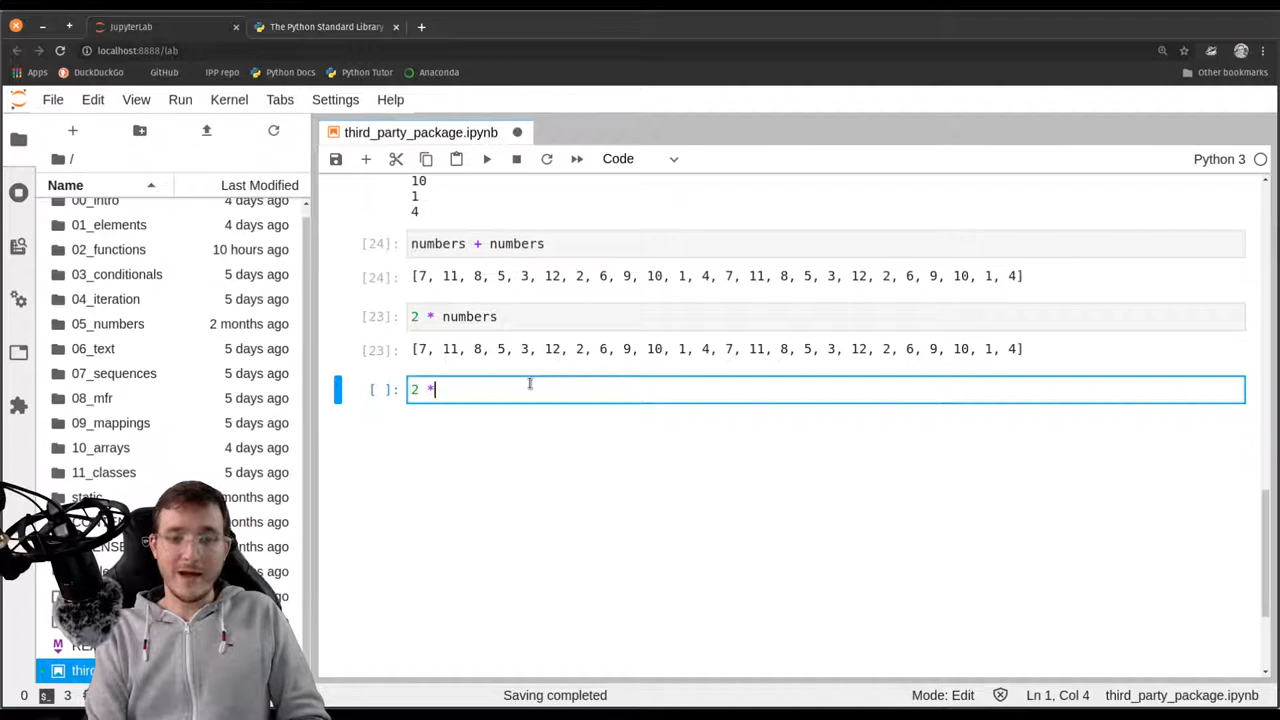 JupyterLab
The Python Standard Library
localhost:8888/lab
Apps
DuckDuckGo
GitHub
IPP repo
Python Docs
Python Tutor
Anaconda
Other bookmarks
File
Edit
View
Run
Kernel
Tabs
Settings
Help
third_party_package.ipynb
Code
Python 3
/
Name
Last Modified
00_intro 4 days ago
01_elements 4 days ago
02_functions 10 hours ago
03_conditionals 5 days ago
04_iteration 5 days ago
05_numbers 2 months ago
06_text 5 days ago
07_sequences 5 days ago
08_mfr 5 days ago
09_mappings 5 days ago
10_arrays 4 days ago
11_classes 5 days ago
static
10
1
4
[24]: numbers + numbers
[24]: [7, 11, 8, 5, 3, 12, 2, 6, 9, 10, 1, 4, 7, 11, 8, 5, 3, 12, 2, 6, 9, 10, 1, 4]
[23]: 2 * numbers
[23]: [7, 11, 8, 5, 3, 12, 2, 6, 9, 10, 1, 4, 7, 11, 8, 5, 3, 12, 2, 6, 9, 10, 1, 4]
[ ]: 2 *
0
$_
3
Saving completed
Mode: Edit
Ln 1, Col 4
third_party_package.ipynb